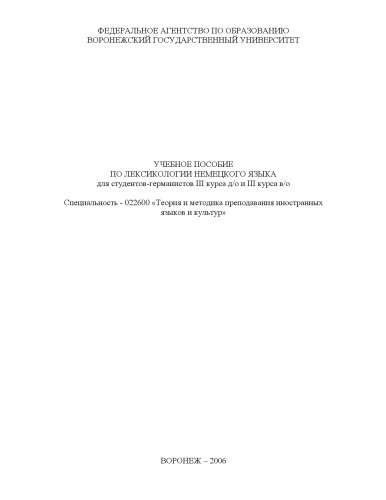 ФЕДЕРАЛЬНОЕ АГЕНТСТВО ПО ОБРАЗОВАНИЮ
ВОРОНЕЖСКИЙ ГОСУДАРСТВЕННЫЙ УНИВЕРСИТЕТ
УЧЕБНОЕ ПОСОБИЕ
ПО ЛЕКСИКОЛОГИИ НЕМЕЦКОГО ЯЗЫКА
для студентов-германистов III курса д/о и III курса в/о
Специальность - 022600 «Теория и методика преподавания иностранных
языков и культур»
ВОРОНЕЖ – 2006